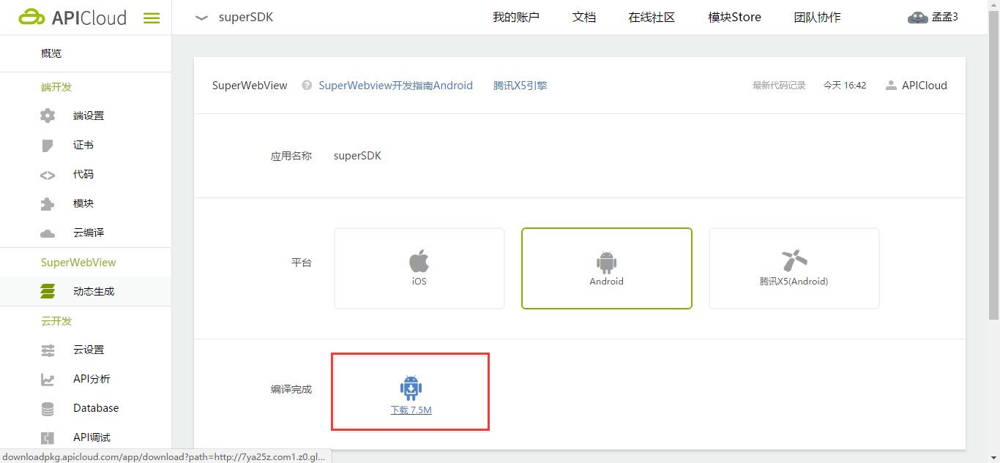 APICloud
superSDK
我的账户
文档
在线社区
模块Store
团队协作
孟孟3
概览
端开发
端设置
证书
代码
模块
云编译
SuperWebView
动态生成
云开发
云设置
API分析
Database
API调试
SuperWebView
? SuperWebview开发指南Android
腾讯X5引擎
最新代码记录
今天 16:42
APICloud
应用名称
superSDK
平台
iOS
Android
腾讯X5(Android)
编译完成
下载 7.5M
downloadpkg.apicloud.com/app/download?path=http://7ya25z.com1.z0.gl...